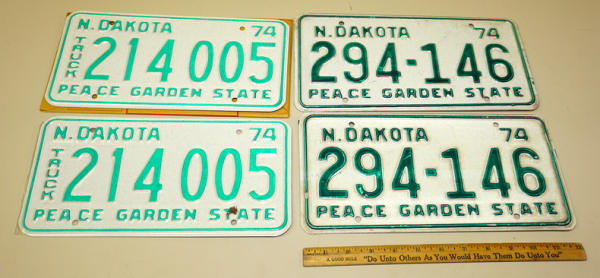 N.DAKOTA 74
TRUCK 214 005
PEACE GARDEN STATE
N.DAKOTA 74
294-146
PEACE GARDEN STATE
N.DAKOTA 74
TRUCK 214 005
PEACE GARDEN STATE
N.DAKOTA 74
294-146
PEACE GARDEN STATE
A GOOD RULE "Do Unto Others As You Would Have Them Do Unto You"